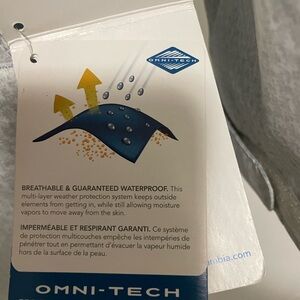 OMNI-TECH
BREATHABLE & GUARANTEED WATERPROOF. This
multi-layer weather protection system keeps outside
elements from getting in, while still allowing moisture
vapors to move away from the skin.
IMPERMÉABLE ET RESPIRANT GARANTI. Ce système
de protection multicouches empêche les intempéries de
pénétrer tout en permettant d'évacuer la vapeur humide
hors de la surface de la peau.
mbia.com
OMNI-TECH